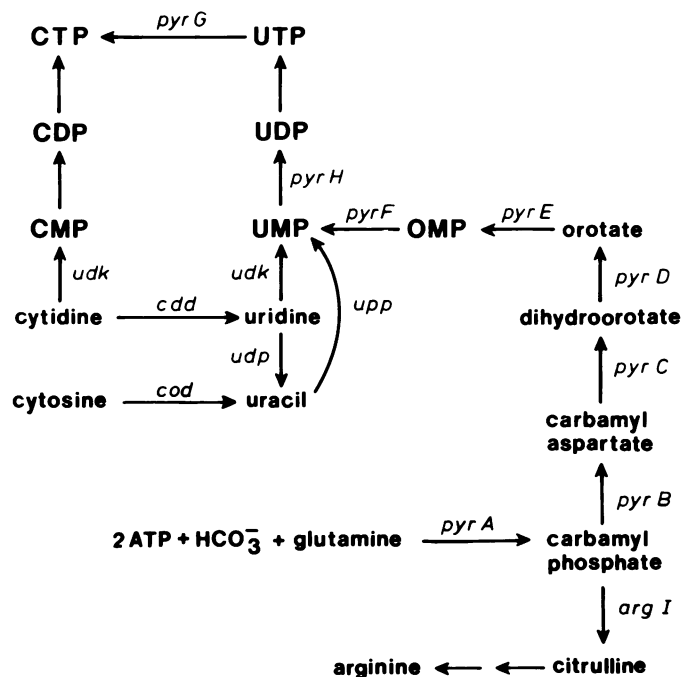 CTP pyr G UTP
CDP UDP
pyr H
CMP UMP pyr F OMP pyr E orotate
udk udk upp pyr D
cytidine cdd uridine dihydroorotate
udp pyr C
cytosine cod uracil
carbamyl
aspartate
pyr B
2 ATP + HCO₃⁻ + glutamine pyr A carbamyl
phosphate
arg I
arginine citrulline